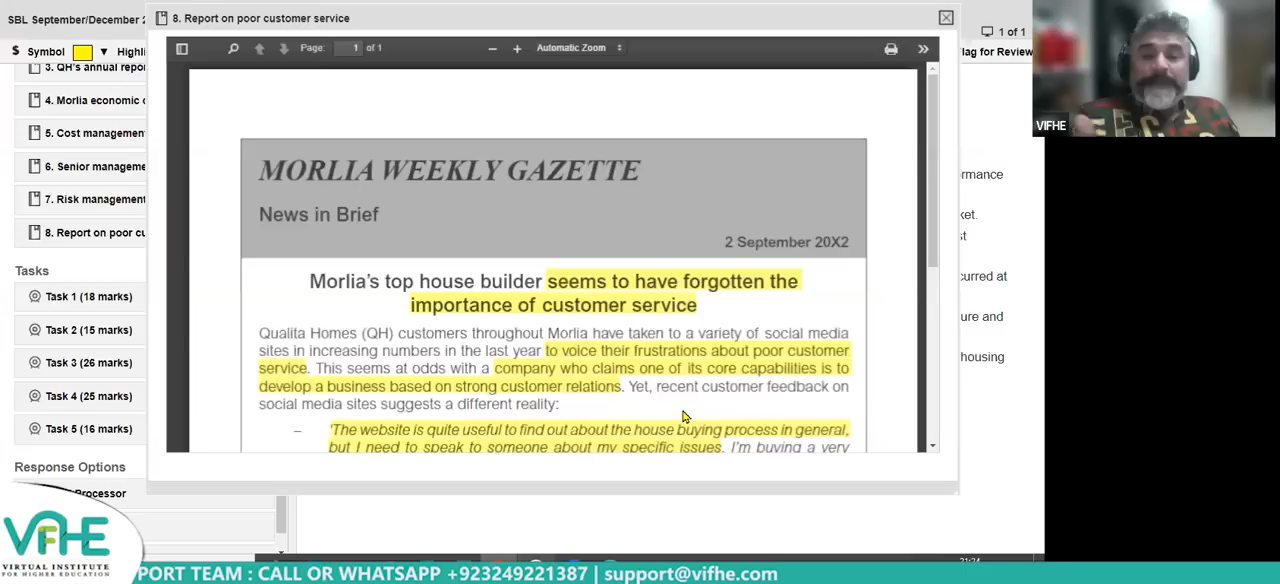 SBL September/December 2
8. Report on poor customer service
1 of 1
Symbol
Highli
Page: 1 of 1
Automatic Zoom
lag for Review
3. QH's annual repor
4. Morlia economic c
5. Cost management
6. Senior manageme
7. Risk management
8. Report on poor cu
Tasks
Task 1 (18 marks)
Task 2 (15 marks)
Task 3 (26 marks)
Task 4 (25 marks)
Task 5 (16 marks)
Response Options
Processor
MORLIA WEEKLY GAZETTE
News in Brief
2 September 20X2
Morlia's top house builder seems to have forgotten the
importance of customer service
Qualita Homes (QH) customers throughout Morlia have taken to a variety of social media
sites in increasing numbers in the last year to voice their frustrations about poor customer
service. This seems at odds with a company who claims one of its core capabilities is to
develop a business based on strong customer relations. Yet, recent customer feedback on
social media sites suggests a different reality:
– 'The website is quite useful to find out about the house buying process in general,
but I need to speak to someone about my specific issues. I'm buying a very
rmance
ket.
st
curred at
ure and
housing
VIFHE
21:24
VIFHE
VIRTUAL INSTITUTE
FOR HIGHER EDUCATION
PORT TEAM : CALL OR WHATSAPP +923249221387 | support@vifhe.com